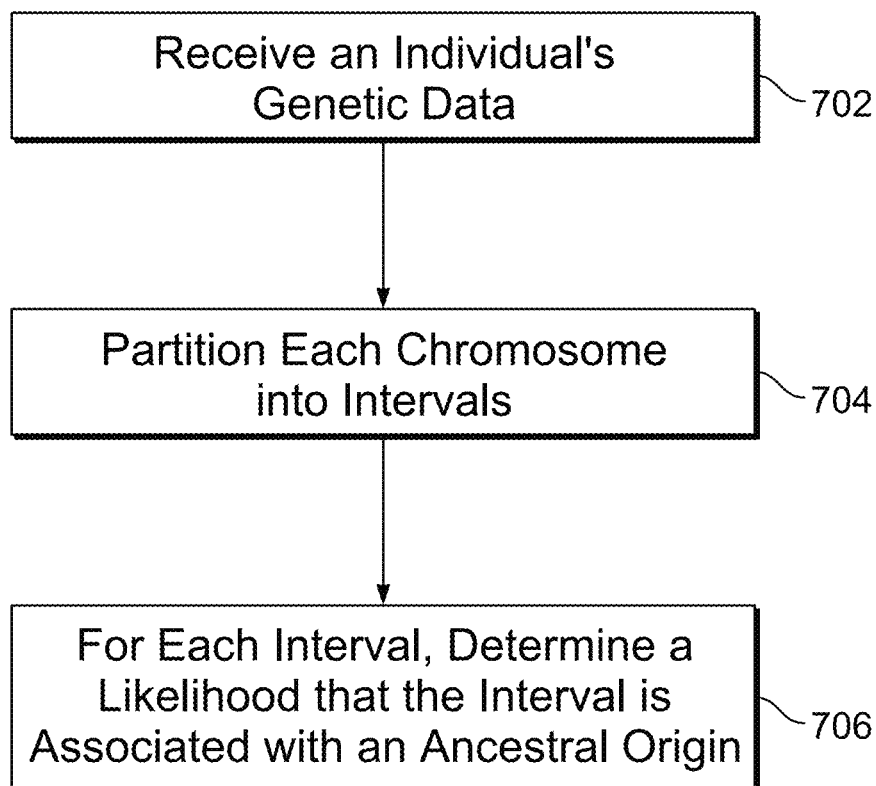 Receive an Individual's
Genetic Data
702
Partition Each Chromosome
into Intervals
704
For Each Interval, Determine a
Likelihood that the Interval is
Associated with an Ancestral Origin
706